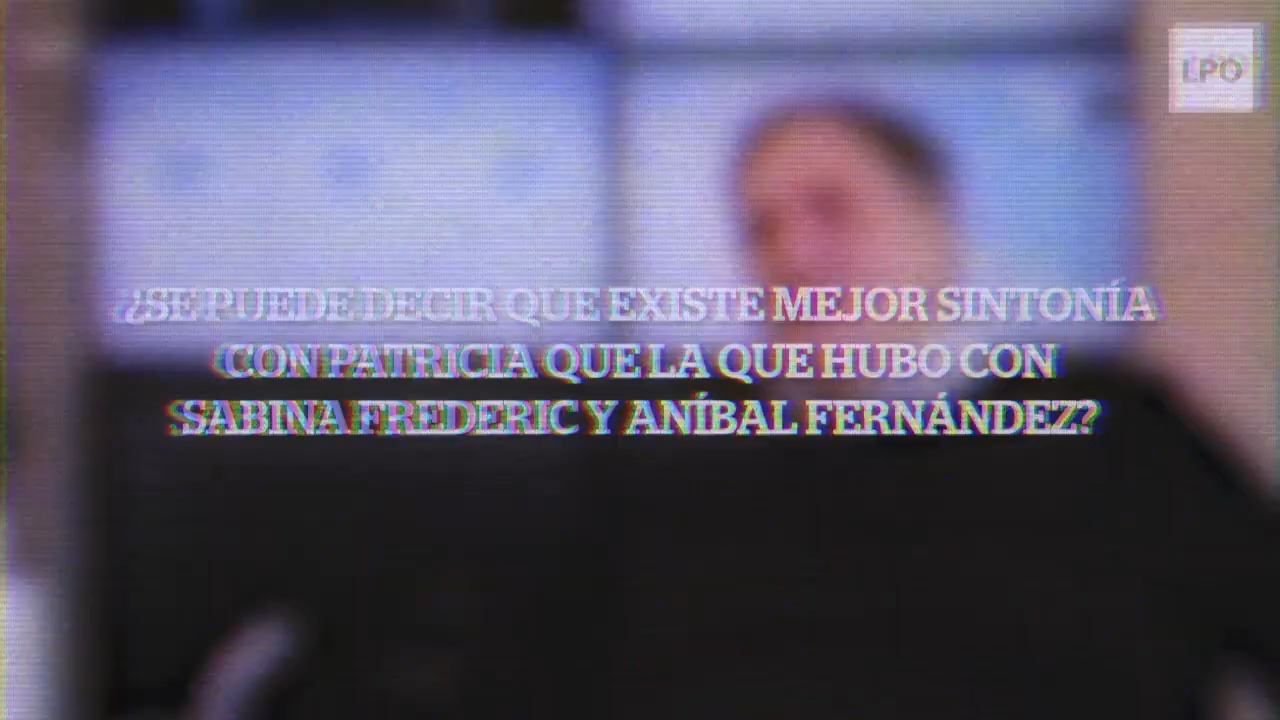 LPO
¿SE PUEDE DECIR QUE EXISTE MEJOR SINTONÍA
CON PATRICIA QUE LA QUE HUBO CON
SABINA FREDERIC Y ANÍBAL FERNÁNDEZ?